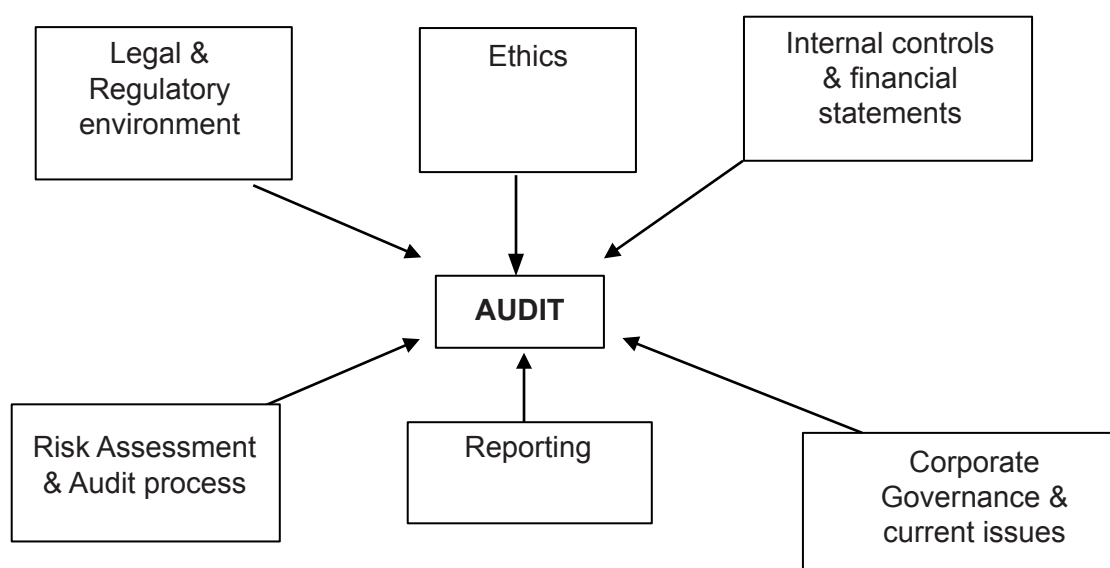 Legal &
Regulatory
environment
Ethics
Internal controls
& financial
statements
AUDIT
Risk Assessment
& Audit process
Reporting
Corporate
Governance &
current issues